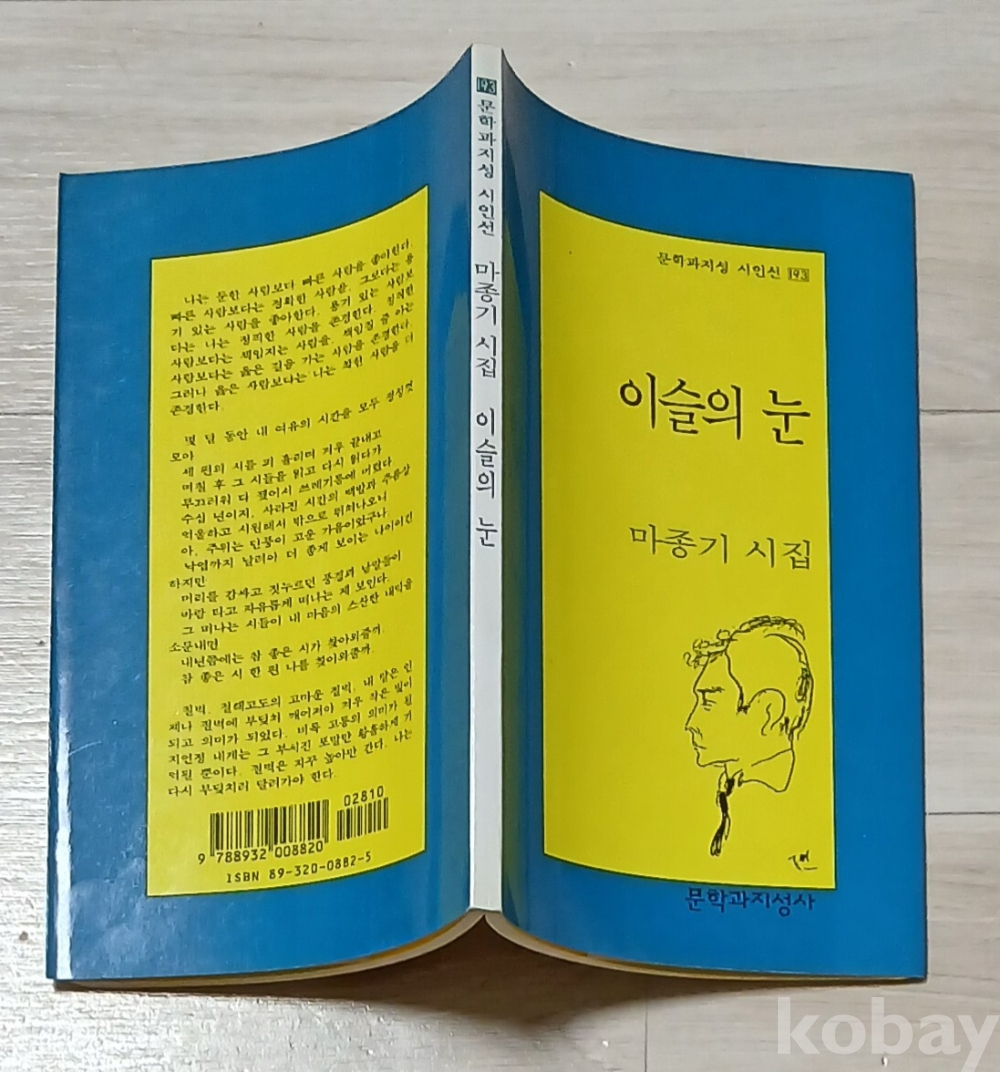 나는 둔한 사람보다 빠른 사람을 좋아한다.
빠른 사람보다는 정확한 사람을, 그보다는 용
기 있는 사람을 좋아한다. 용기 있는 사람보
다는 나는 정직한 사람을 존경한다. 정직한
사람보다는 책임지는 사람을, 책임질 줄 아는
사람보다는 옳은 길을 가는 사람을 존경한다.
그러나 옳은 사람보다는 나는 착한 사람을 더
존경한다.
몇 달 동안 내 여유의 시간을 모두 정성껏
모아
세 편의 시를 피 흘리며 겨우 끝내고
며칠 후 그 시들을 읽고 다시 읽다가
부끄러워 다 찢어서 쓰레기통에 버렸다
수십 년이지, 사라진 시간의 백발과 주름살
억울하고 시원해서 밖으로 뛰쳐나오니
아, 주위는 단풍이 고운 가을이었구나.
낙엽까지 날려야 더 좋게 보이는 나이이긴
하지만
머리를 감싸고 짓누르던 풍경과 낱말들이
바람 타고 자유롭게 떠나는 게 보인다.
그 떠나는 시들이 내 마음의 스산한 내막을
소문내면
내년쯤에는 참 좋은 시가 찾아와줄까.
참 좋은 시 한 편 나를 찾아와줄까.
절벽, 절해고도의 고마운 절벽. 내 말은 언
제나 절벽에 부딪쳐 깨어져야 겨우 작은 빛이
되고 의미가 되었다. 비록 고통의 의미가 될
지언정 내게는 그 부서진 포말만 황홀하게 기
억될 뿐이다. 절벽은 자꾸 높아만 간다. 나는
다시 부딪치러 달려가야 한다.
02810
9 788932 008820
ISBN 89-320-0882-5
193 문학과지성 시인선 마종기 시집 이슬의 눈
문학과지성 시인선 193
이슬의 눈
마종기 시집
문학과지성사
kobay